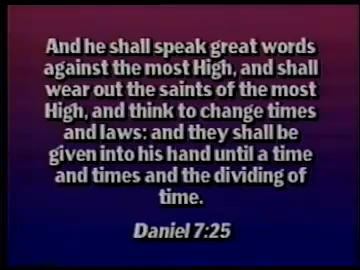 And he shall speak great words
against the most High, and shall
wear out the saints of the most
High, and think to change times
and laws: and they shall be
given into his hand until a time
and times and the dividing of
time.
Daniel 7:25